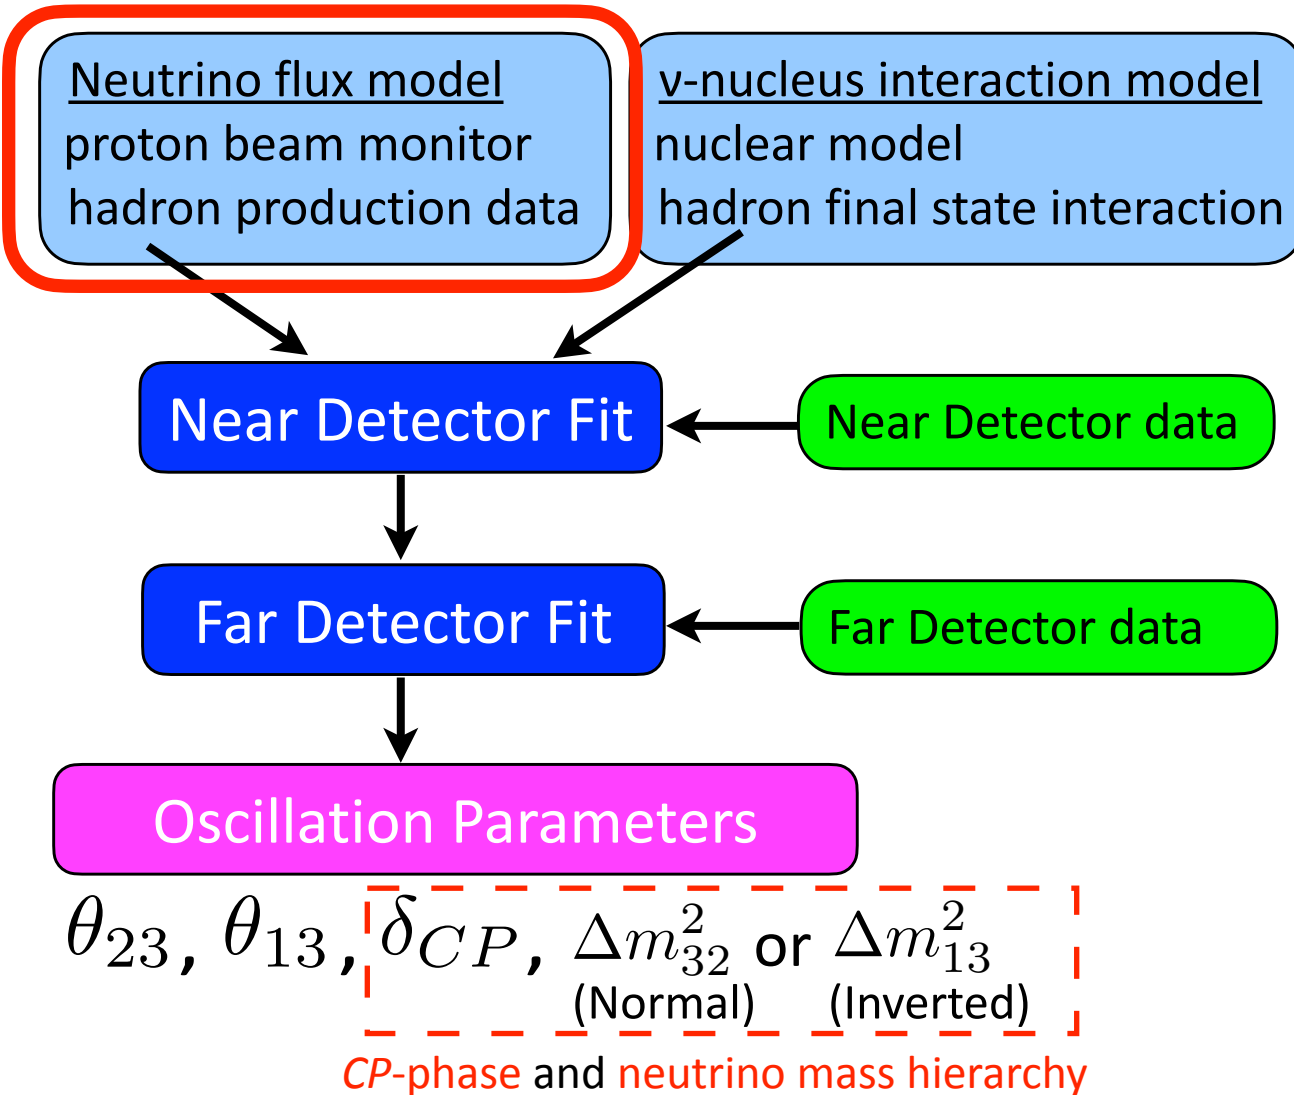 Neutrino flux model
proton beam monitor
hadron production data
ν-nucleus interaction model
nuclear model
hadron final state interaction
Near Detector Fit
Near Detector data
Far Detector Fit
Far Detector data
Oscillation Parameters
θ₂₃, θ₁₃, δ_CP, Δm²₃₂ or Δm²₁₃
(Normal) (Inverted)
CP-phase and neutrino mass hierarchy